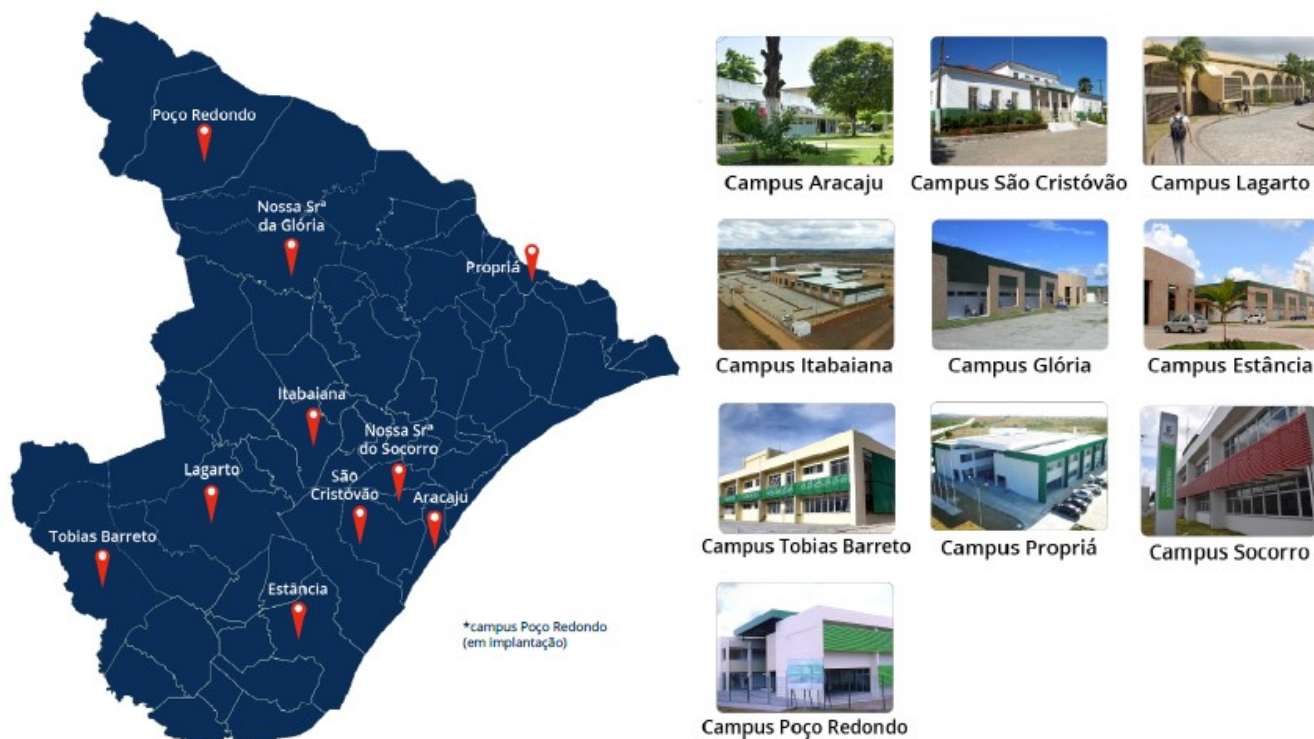 Poço Redondo
Nossa Srª
da Glória
Propriá
Itabaiana
Nossa Srª
do Socorro
Lagarto
São
Cristóvão
Aracaju
Tobias Barreto
Estância
*campus Poço Redondo
(em implantação)
Campus Aracaju
Campus São Cristóvão
Campus Lagarto
Campus Itabaiana
Campus Glória
Campus Estância
Campus Tobias Barreto
Campus Propriá
Campus Socorro
Campus Poço Redondo